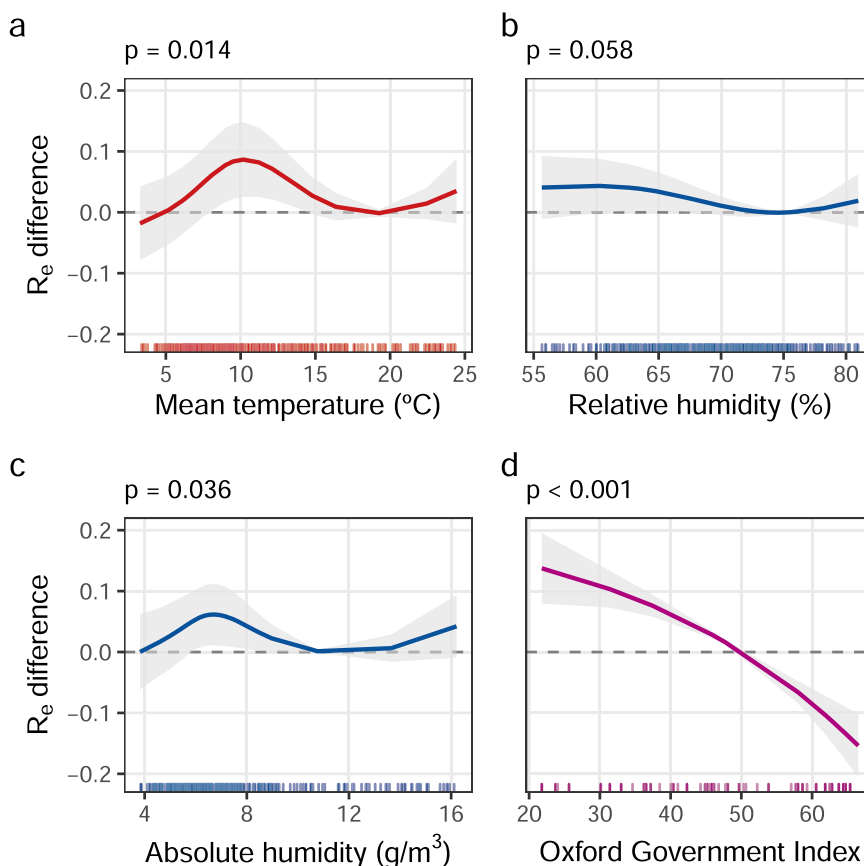 a
p = 0.014
0.2
0.1
0.0
−0.1
−0.2
Re difference
5 10 15 20 25
Mean temperature (ºC)
b
p = 0.058
55 60 65 70 75 80
Relative humidity (%)
c
p = 0.036
0.2
0.1
0.0
−0.1
−0.2
Re difference
4 8 12 16
Absolute humidity (g/m³)
d
p < 0.001
20 30 40 50 60
Oxford Government Index